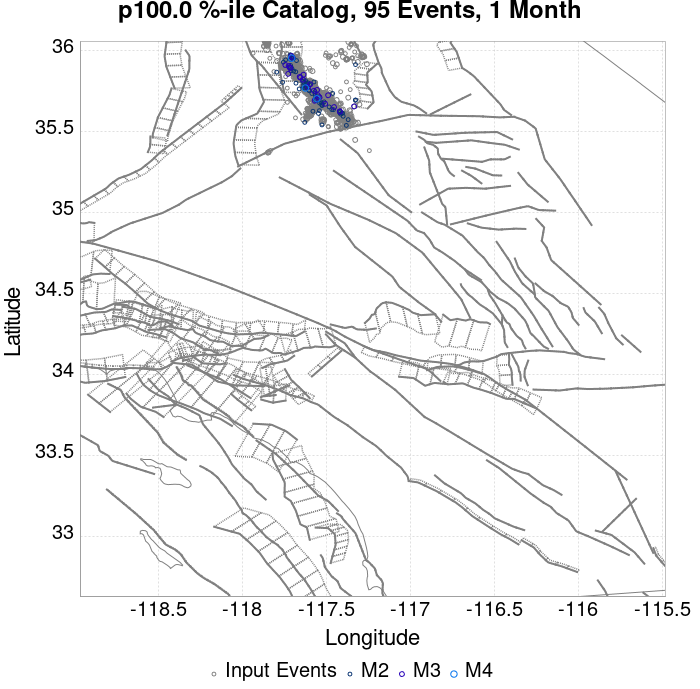 p100.0 %-ile Catalog, 95 Events, 1 Month
36
35.5
35
34.5
34
33.5
33
Latitude
-118.5 -118 -117.5 -117 -116.5 -116 -115.5
Longitude
Input Events M2 M3 M4